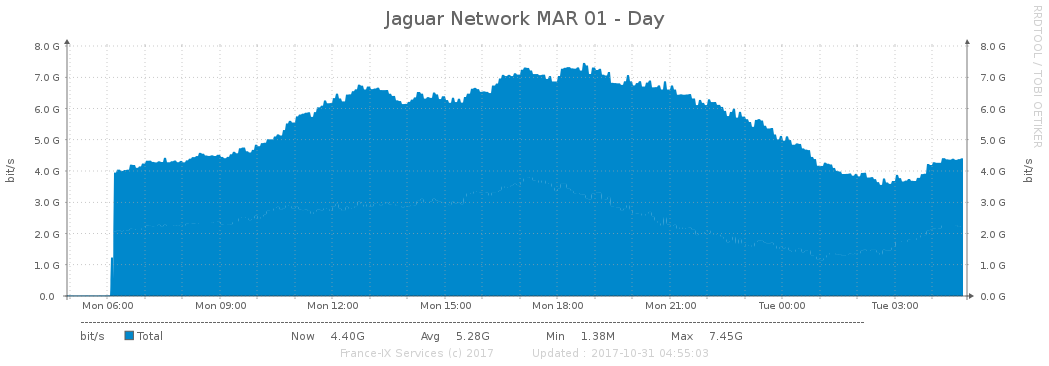 Jaguar Network MAR 01 - Day
RRDTOOL / TOBI OETIKER
8.0 G 8.0 G
7.0 G 7.0 G
6.0 G 6.0 G
5.0 G 5.0 G
4.0 G 4.0 G
3.0 G 3.0 G
2.0 G 2.0 G
1.0 G 1.0 G
0.0 0.0 G
bit/s bit/s
Mon 06:00 Mon 09:00 Mon 12:00 Mon 15:00 Mon 18:00 Mon 21:00 Tue 00:00 Tue 03:00
bit/s Total Now 4.40G Avg 5.28G Min 1.38M Max 7.45G
France-IX Services (c) 2017 Updated : 2017-10-31 04:55:03